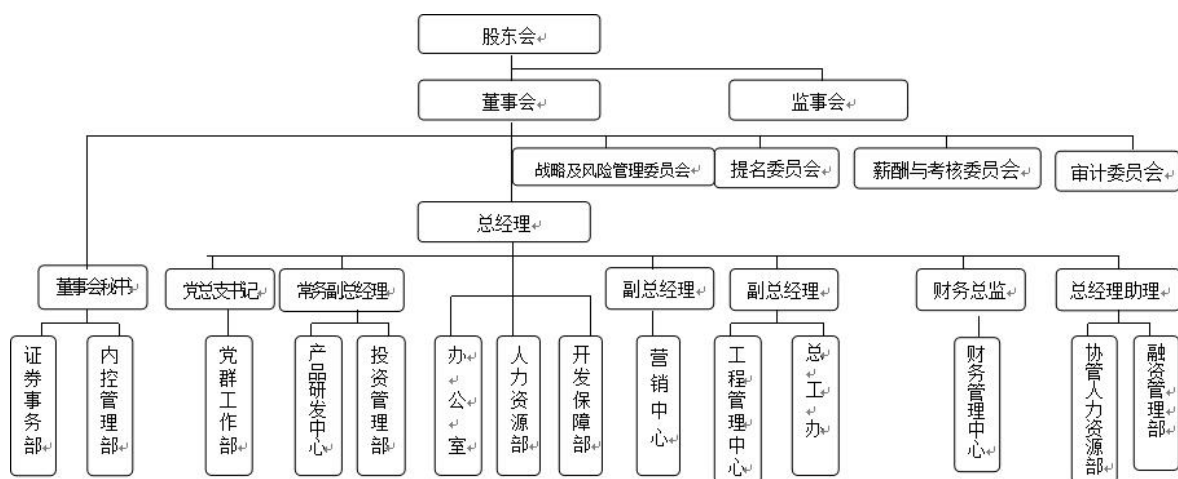 股东会
董事会
监事会
战略及风险管理委员会
提名委员会
薪酬与考核委员会
审计委员会
总经理
董事会秘书
党总支书记
常务副总经理
副总经理
副总经理
财务总监
总经理助理
证券事务部
内控管理部
党群工作部
产品研发中心
投资管理部
办公室
人力资源部
开发保障部
营销中心
工程管理中心
总工办
财务管理中心
协管人力资源部
融资管理部